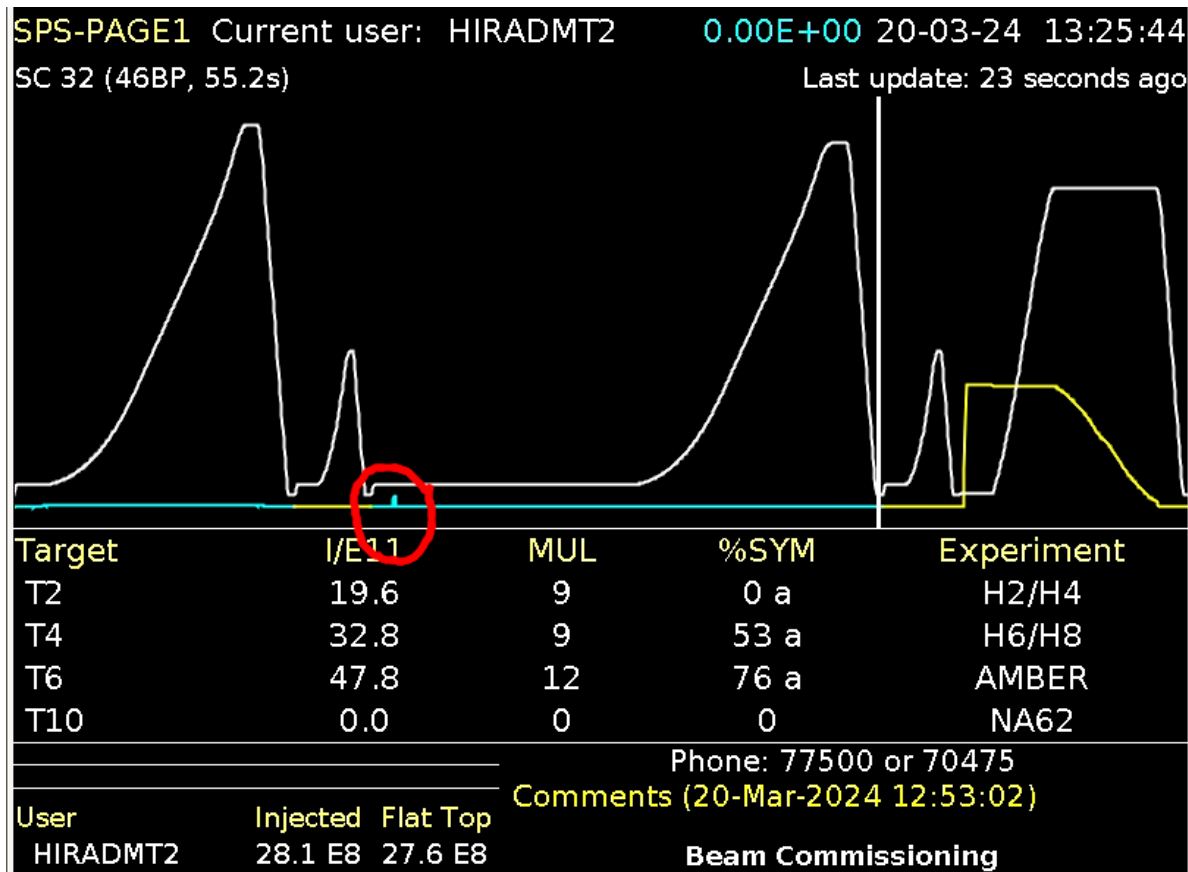 SPS-PAGE1 Current user: HIRADMT2 0.00E+00 20-03-24 13:25:44
SC 32 (46BP, 55.2s) Last update: 23 seconds ago
Target I/E11 MUL %SYM Experiment
T2 19.6 9 0 a H2/H4
T4 32.8 9 53 a H6/H8
T6 47.8 12 76 a AMBER
T10 0.0 0 0 NA62
Phone: 77500 or 70475
Comments (20-Mar-2024 12:53:02)
User Injected Flat Top
HIRADMT2 28.1 E8 27.6 E8 Beam Commissioning